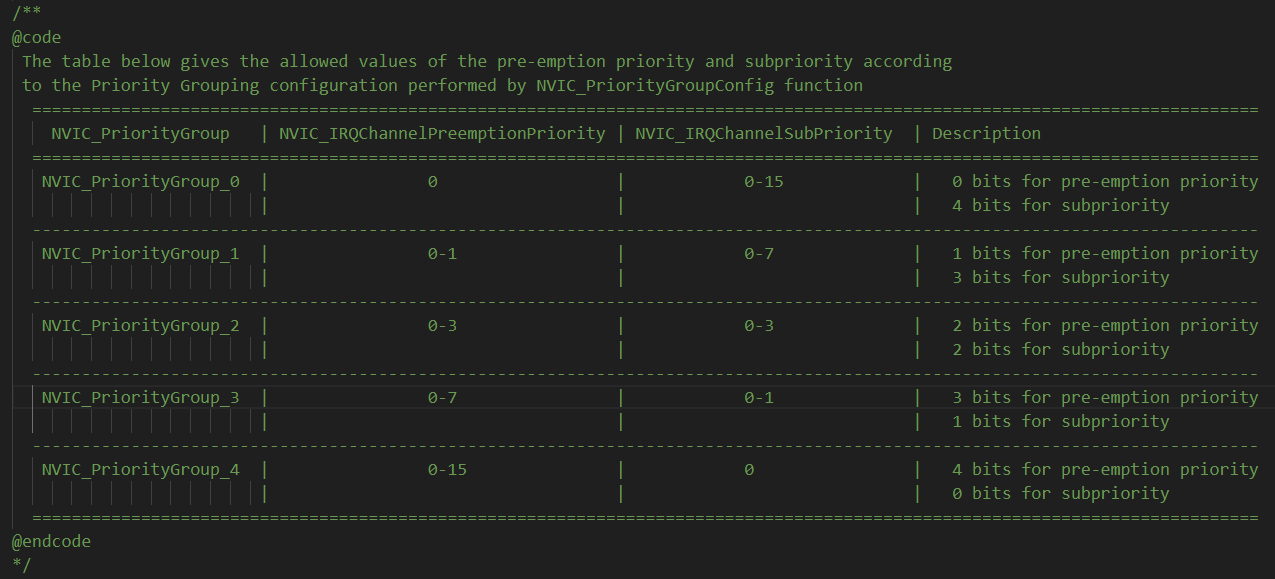 /**
@code
 The table below gives the allowed values of the pre-emption priority and subpriority according
 to the Priority Grouping configuration performed by NVIC_PriorityGroupConfig function
  ============================================================================================================================
    NVIC_PriorityGroup   | NVIC_IRQChannelPreemptionPriority | NVIC_IRQChannelSubPriority  | Description
  ============================================================================================================================
   NVIC_PriorityGroup_0  |                0                  |            0-15             |   0 bits for pre-emption priority
                         |                                   |                             |   4 bits for subpriority
  ----------------------------------------------------------------------------------------------------------------------------
   NVIC_PriorityGroup_1  |                0-1                |            0-7              |   1 bits for pre-emption priority
                         |                                   |                             |   3 bits for subpriority
  ----------------------------------------------------------------------------------------------------------------------------
   NVIC_PriorityGroup_2  |                0-3                |            0-3              |   2 bits for pre-emption priority
                         |                                   |                             |   2 bits for subpriority
  ----------------------------------------------------------------------------------------------------------------------------
   NVIC_PriorityGroup_3  |                0-7                |            0-1              |   3 bits for pre-emption priority
                         |                                   |                             |   1 bits for subpriority
  ----------------------------------------------------------------------------------------------------------------------------
   NVIC_PriorityGroup_4  |                0-15               |            0                |   4 bits for pre-emption priority
                         |                                   |                             |   0 bits for subpriority
  ============================================================================================================================
@endcode
*/